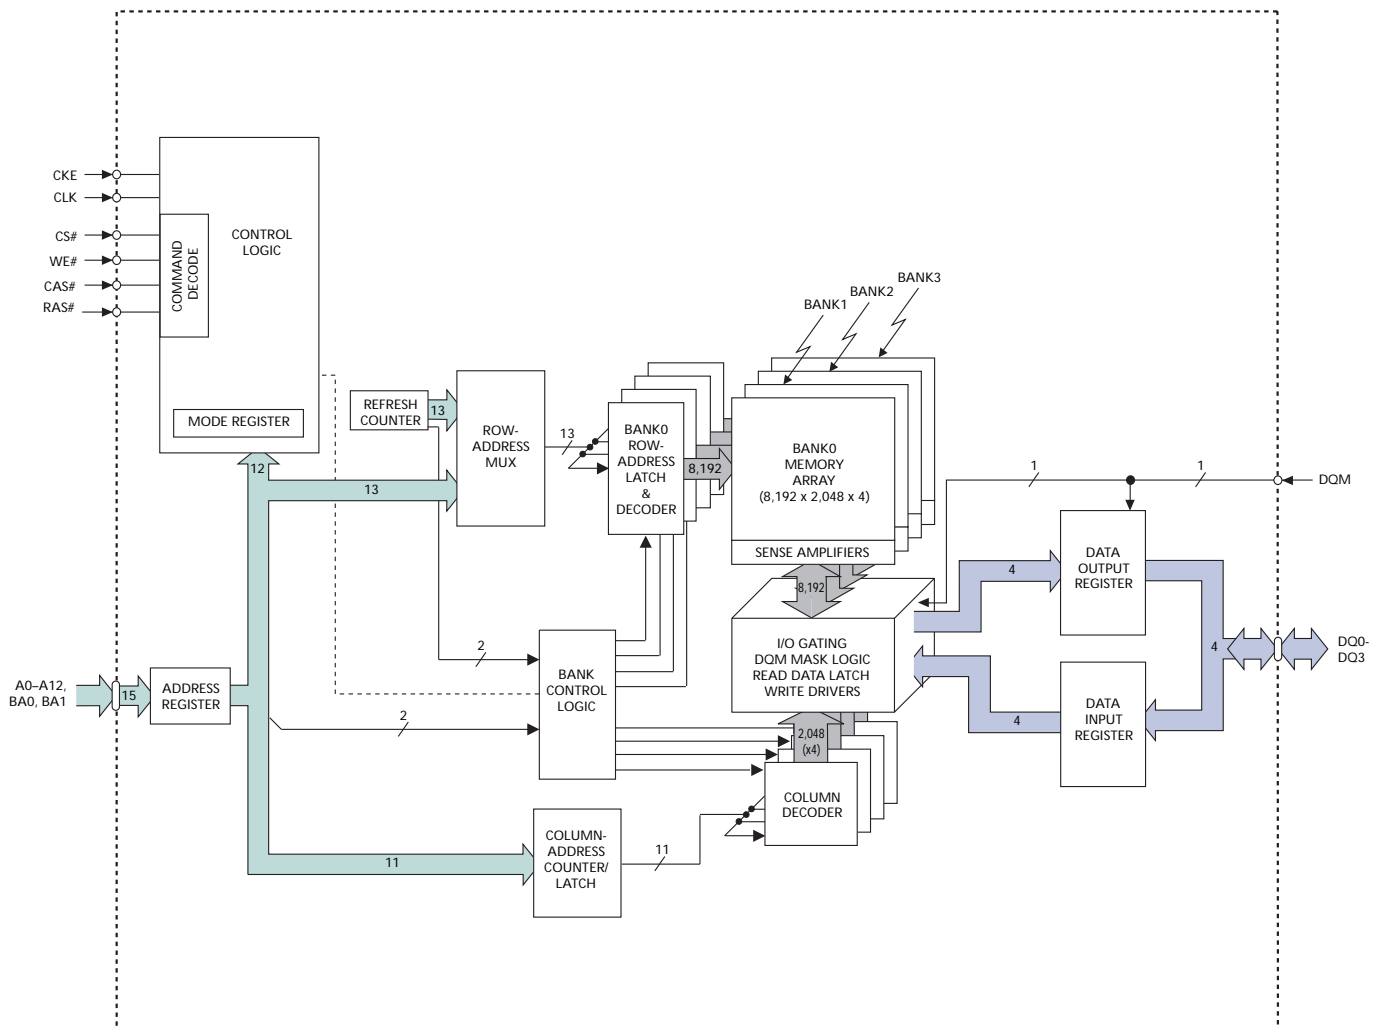 CKE
CLK
CS#
WE#
CAS#
RAS#
CONTROL
LOGIC
COMMAND
DECODE
MODE REGISTER
12
REFRESH
COUNTER
13
13
ROW-
ADDRESS
MUX
13
BANK0
ROW-
ADDRESS
LATCH
&
DECODER
8,192
BANK1
BANK2
BANK3
BANK0
MEMORY
ARRAY
(8,192 x 2,048 x 4)
SENSE AMPLIFIERS
8,192
I/O GATING
DQM MASK LOGIC
READ DATA LATCH
WRITE DRIVERS
1
1
DQM
4
DATA
OUTPUT
REGISTER
4
DQ0-
DQ3
4
DATA
INPUT
REGISTER
A0–A12,
BA0, BA1
15
ADDRESS
REGISTER
2
2
BANK
CONTROL
LOGIC
2,048
(x4)
COLUMN
DECODER
11
COLUMN-
ADDRESS
COUNTER/
LATCH
11